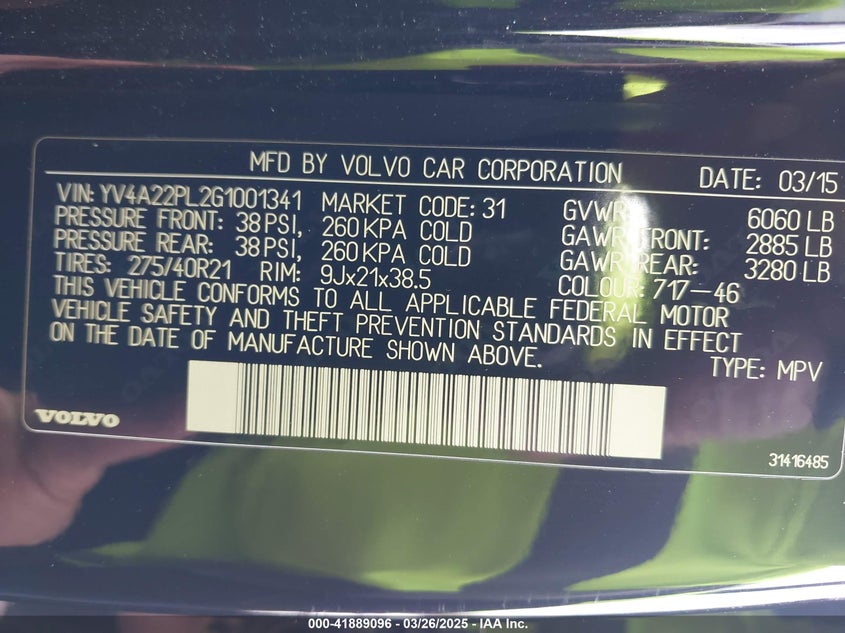 MFD BY VOLVO CAR CORPORATION DATE: 03/15
VIN: YV4A22PL2G1001341 MARKET CODE: 31 GVWR: 6060 LB
PRESSURE FRONT: 38 PSI, 260 KPA COLD GAWR FRONT: 2885 LB
PRESSURE REAR: 38 PSI, 260 KPA COLD GAWR REAR: 3280 LB
TIRES: 275/40R21 RIM: 9Jx21x38.5 COLOUR: 717-46
THIS VEHICLE CONFORMS TO ALL APPLICABLE FEDERAL MOTOR
VEHICLE SAFETY AND THEFT PREVENTION STANDARDS IN EFFECT
ON THE DATE OF MANUFACTURE SHOWN ABOVE. TYPE: MPV
VOLVO
31416485
000-41889096 - 03/26/2025 - IAA Inc.